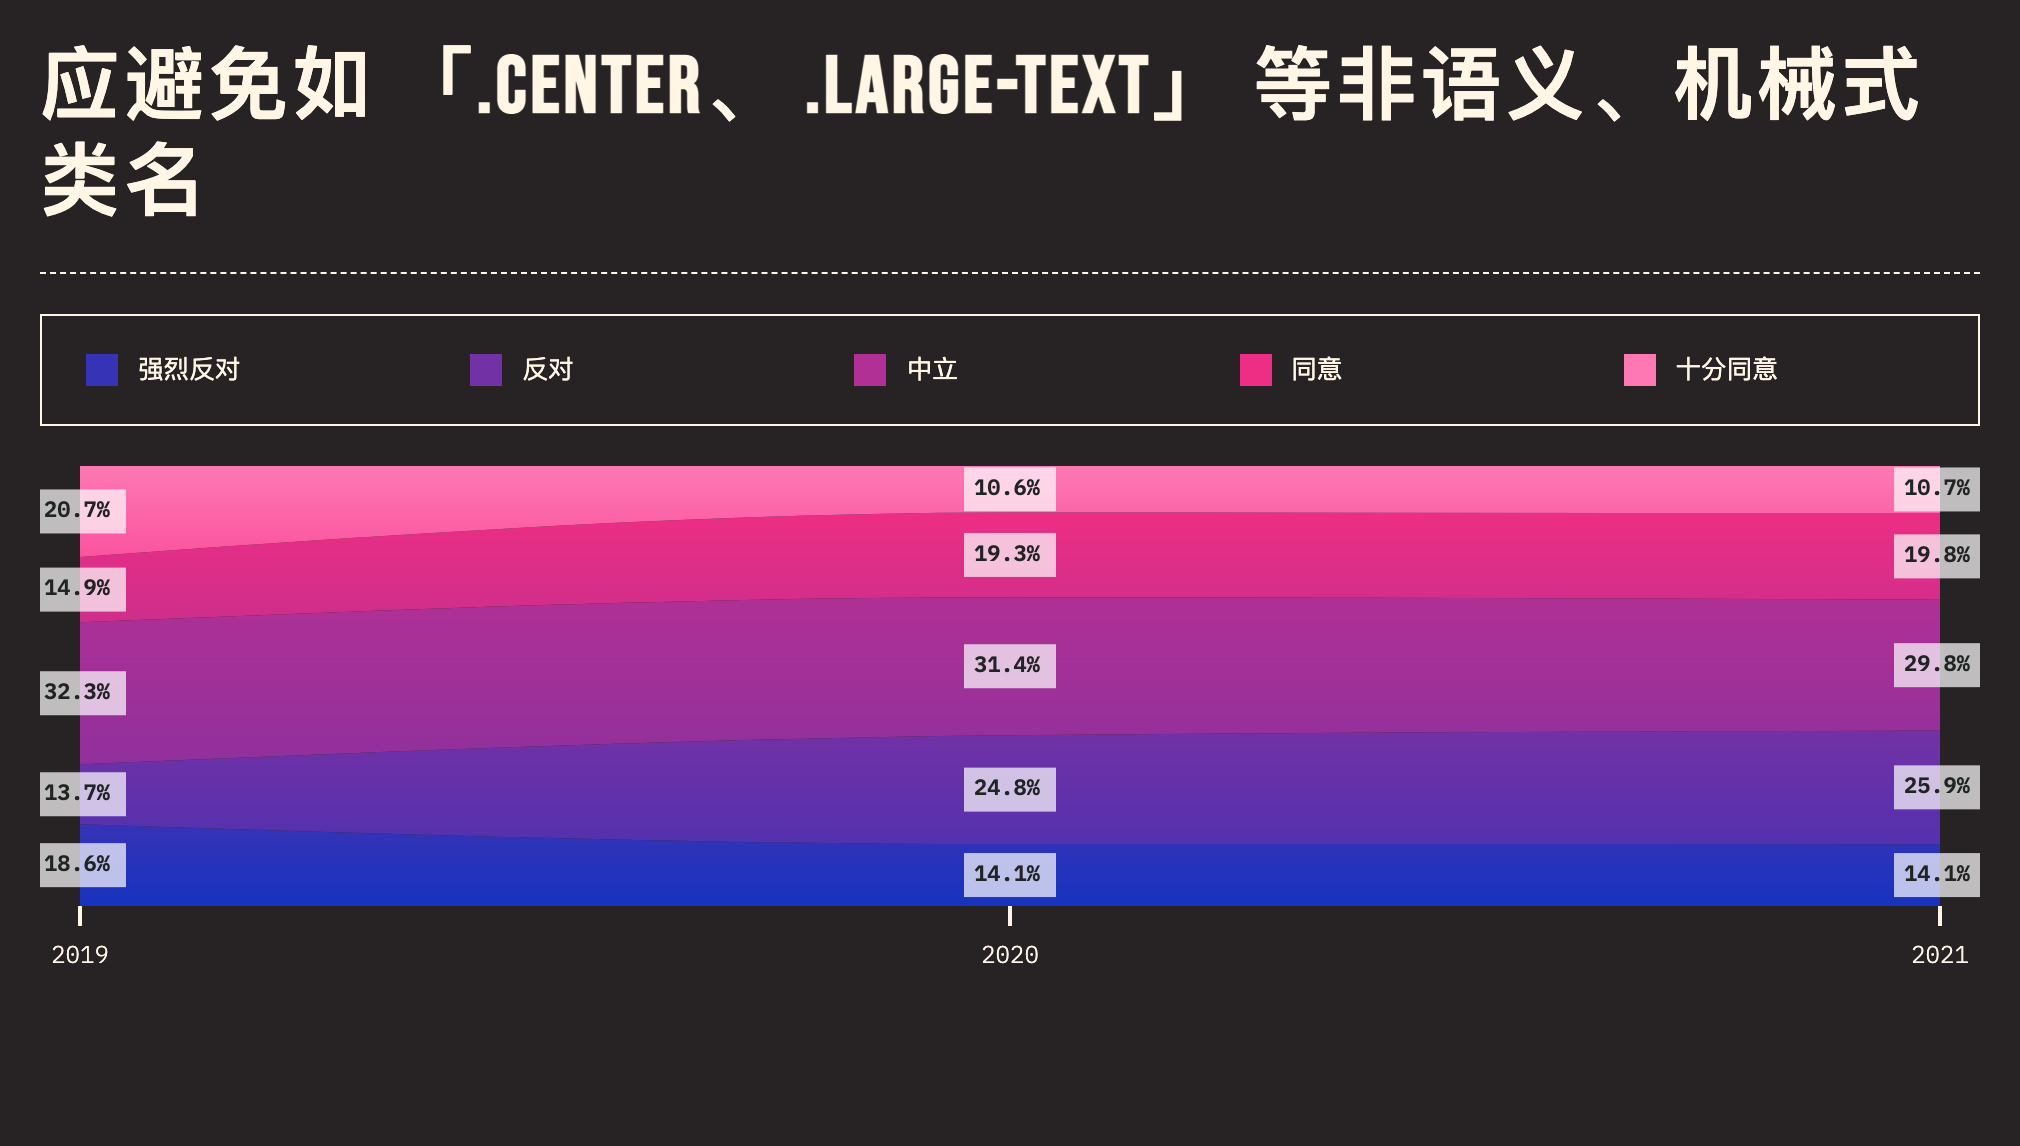 应避免如 「.CENTER、 .LARGE-TEXT」 等非语义、机械式
类名
强烈反对 反对 中立 同意 十分同意
20.7% 10.6% 10.7%
14.9% 19.3% 19.8%
32.3% 31.4% 29.8%
13.7% 24.8% 25.9%
18.6% 14.1% 14.1%
2019 2020 2021